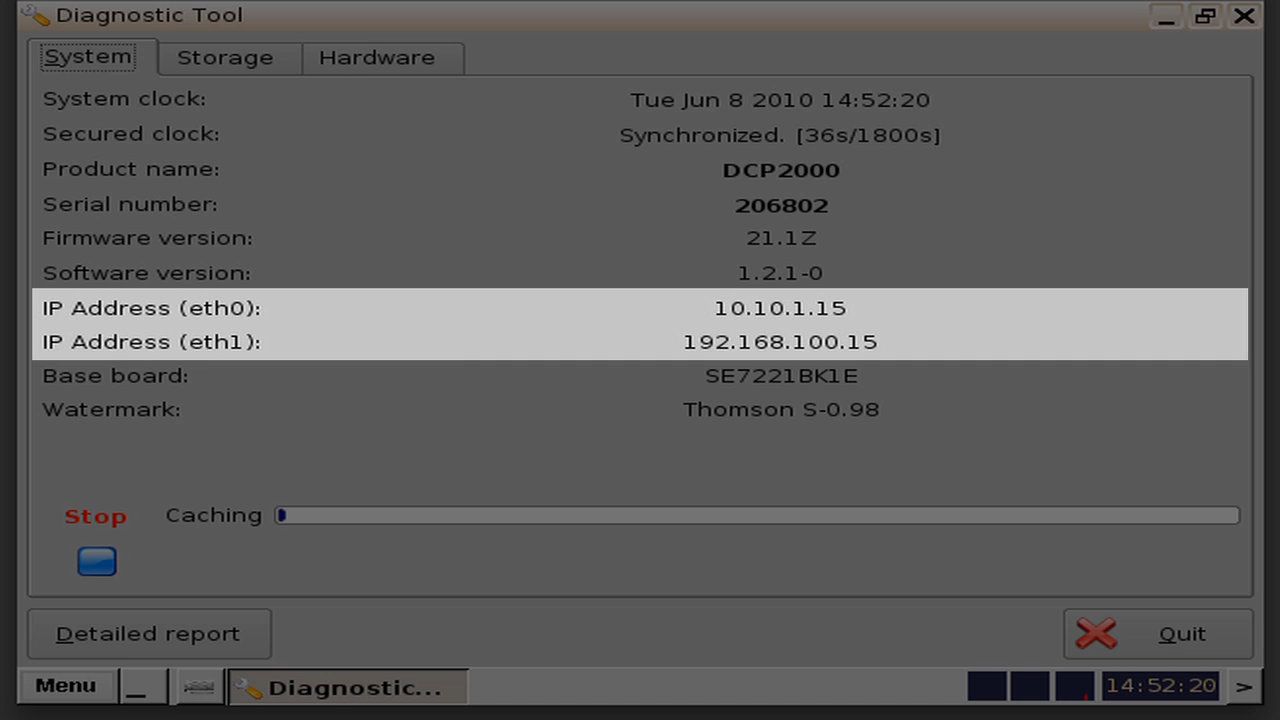 Diagnostic Tool
System Storage Hardware
System clock: Tue Jun 8 2010 14:52:20
Secured clock: Synchronized. [36s/1800s]
Product name: DCP2000
Serial number: 206802
Firmware version: 21.1Z
Software version: 1.2.1-0
IP Address (eth0): 10.10.1.15
IP Address (eth1): 192.168.100.15
Base board: SE7221BK1E
Watermark: Thomson S-0.98
Stop Caching
Detailed report Quit
Menu _ Diagnostic... 14:52:20 >